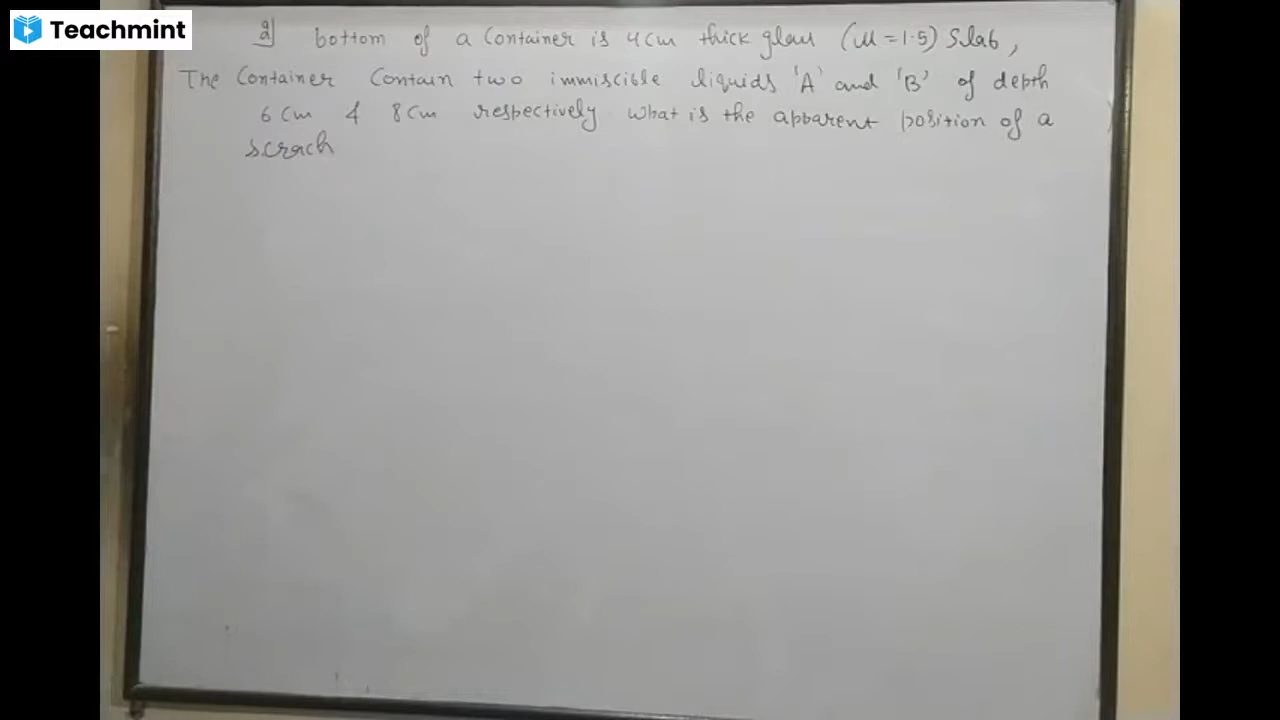 Teachmint
Q] bottom of a Container is 4cm thick glass (μ = 1.5) Slab,
The Container Contain two immiscible liquids 'A' and 'B' of depth
6 Cm & 8 Cm respectively. What is the apparent position of a
scrach